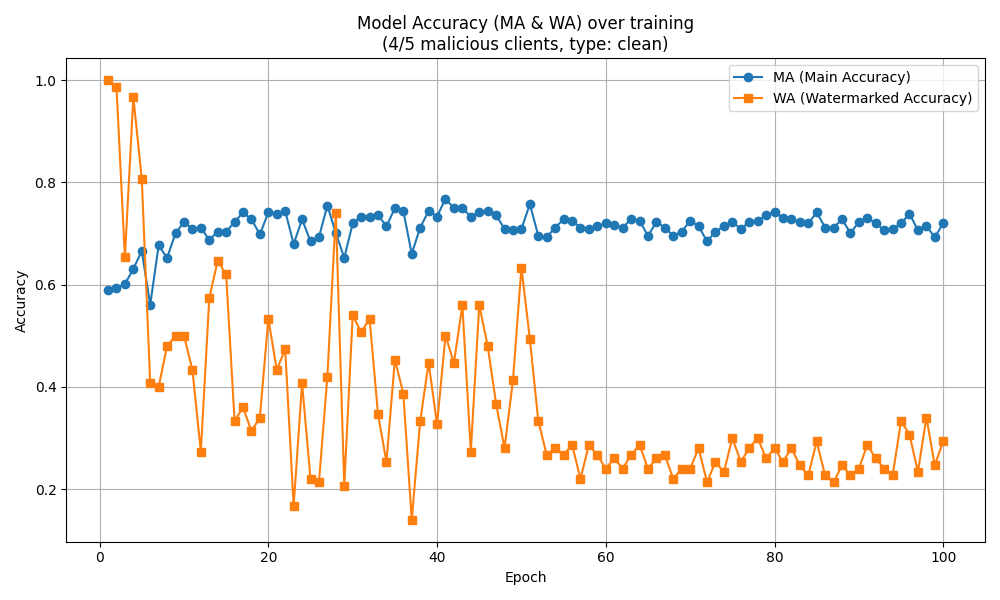 Model Accuracy (MA & WA) over training
(4/5 malicious clients, type: clean)
MA (Main Accuracy)
WA (Watermarked Accuracy)
Accuracy
1.0
0.8
0.6
0.4
0.2
0 20 40 60 80 100
Epoch